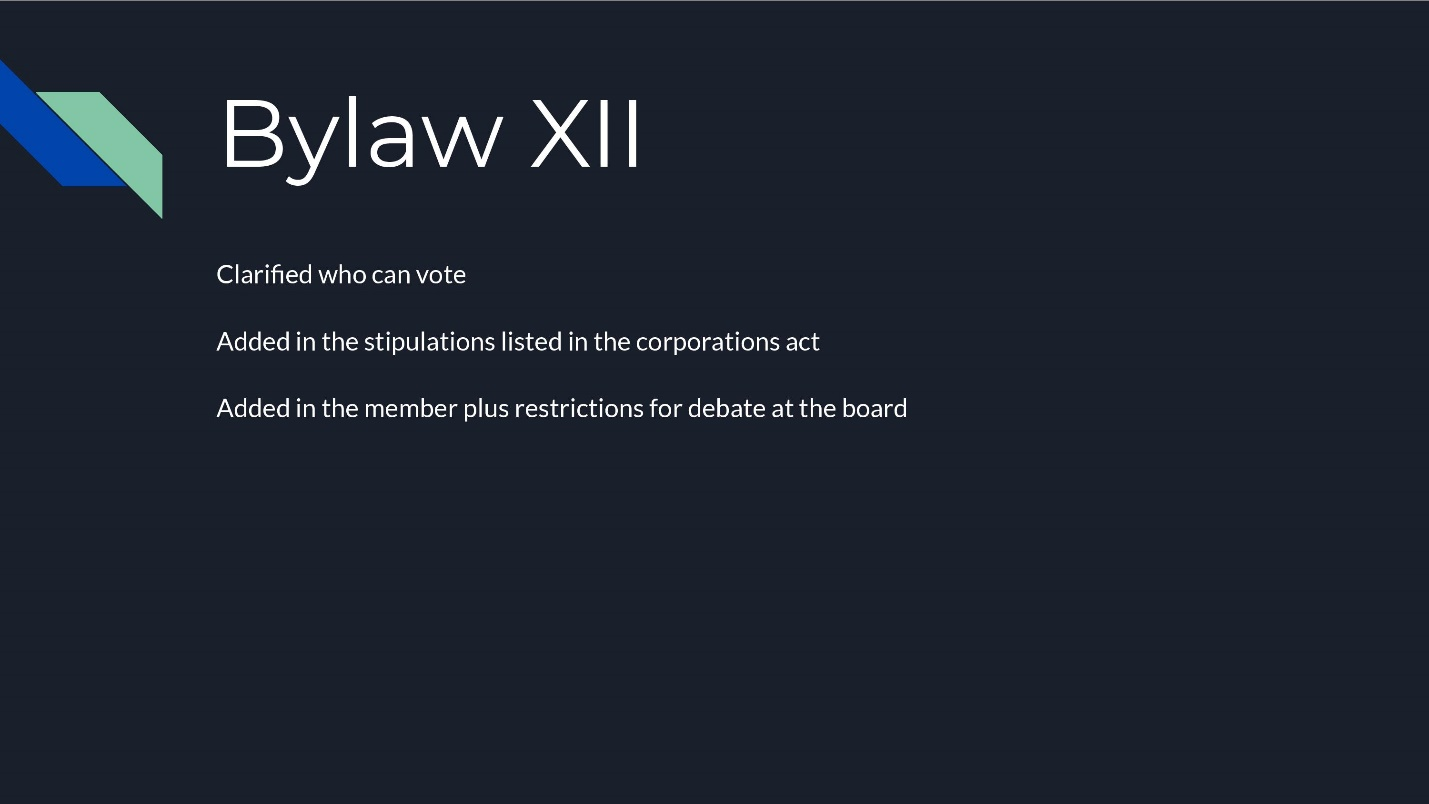 Bylaw XII
Clarified who can vote
Added in the stipulations listed in the corporations act
Added in the member plus restrictions for debate at the board